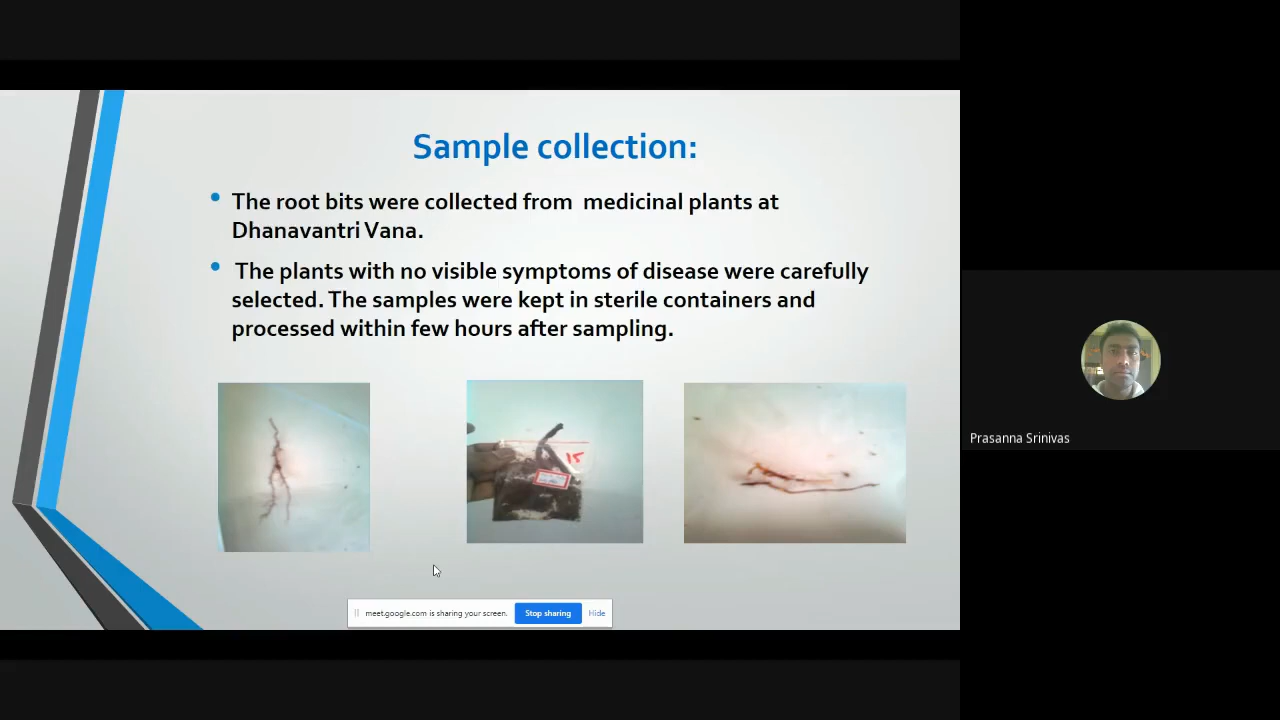 Sample collection:
The root bits were collected from medicinal plants at
Dhanavantri Vana.
The plants with no visible symptoms of disease were carefully
selected. The samples were kept in sterile containers and
processed within few hours after sampling.
15
meet.google.com is sharing your screen.
Stop sharing
Hide
Prasanna Srinivas